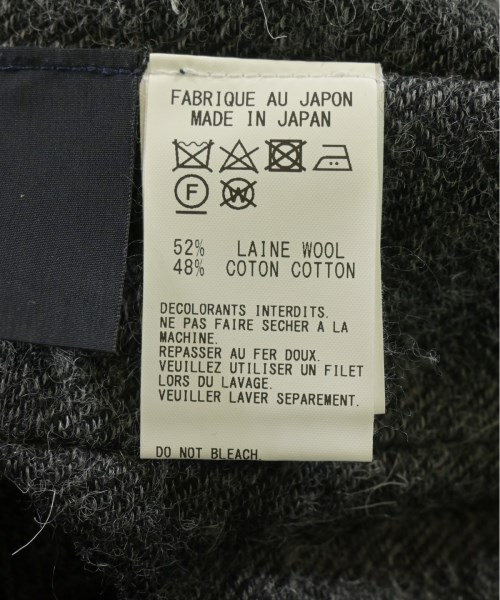 FABRIQUE AU JAPON
MADE IN JAPAN
F W
52% LAINE WOOL
48% COTON COTTON
DECOLORANTS INTERDITS.
NE PAS FAIRE SECHER A LA
MACHINE.
REPASSER AU FER DOUX.
VEUILLEZ UTILISER UN FILET
LORS DU LAVAGE.
VEUILLER LAVER SEPAREMENT.
DO NOT BLEACH.